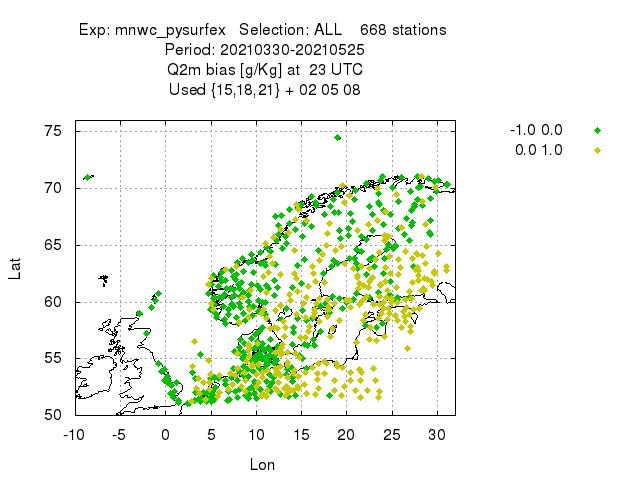 Exp: mnwc_pysurfex   Selection: ALL    668 stations
Period: 20210330-20210525
Q2m bias [g/Kg] at  23 UTC
Used {15,18,21} + 02 05 08
-1.0 0.0
0.0 1.0
75
70
65
60
55
50
Lat
-10 -5 0 5 10 15 20 25 30
Lon